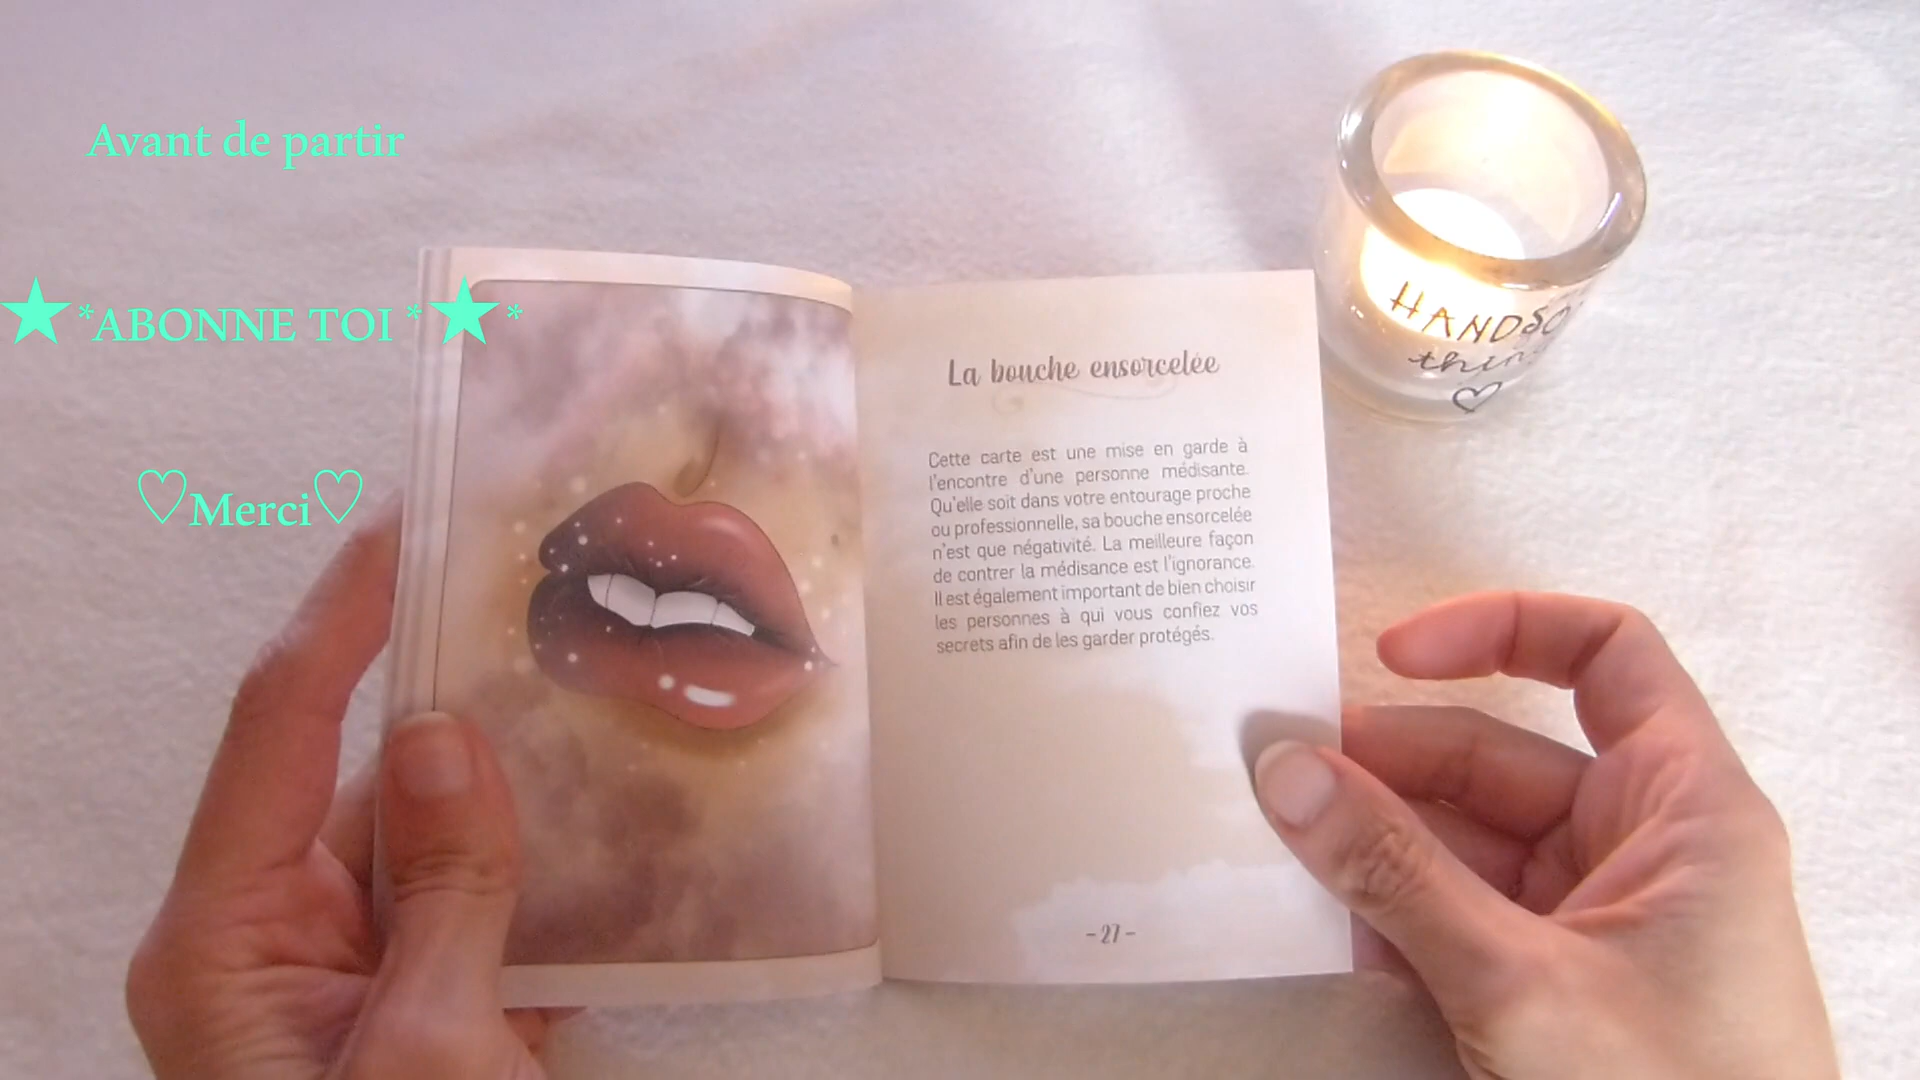 Avant de partir
★*ABONNE TOI *★*
♡Merci♡
La bouche ensorcelée
Cette carte est une mise en garde à
l'encontre d'une personne médisante.
Qu'elle soit dans votre entourage proche
ou professionnelle, sa bouche ensorcelée
n'est que négativité. La meilleure façon
de contrer la médisance est l'ignorance.
Il est également important de bien choisir
les personnes à qui vous confiez vos
secrets afin de les garder protégés.
- 27 -